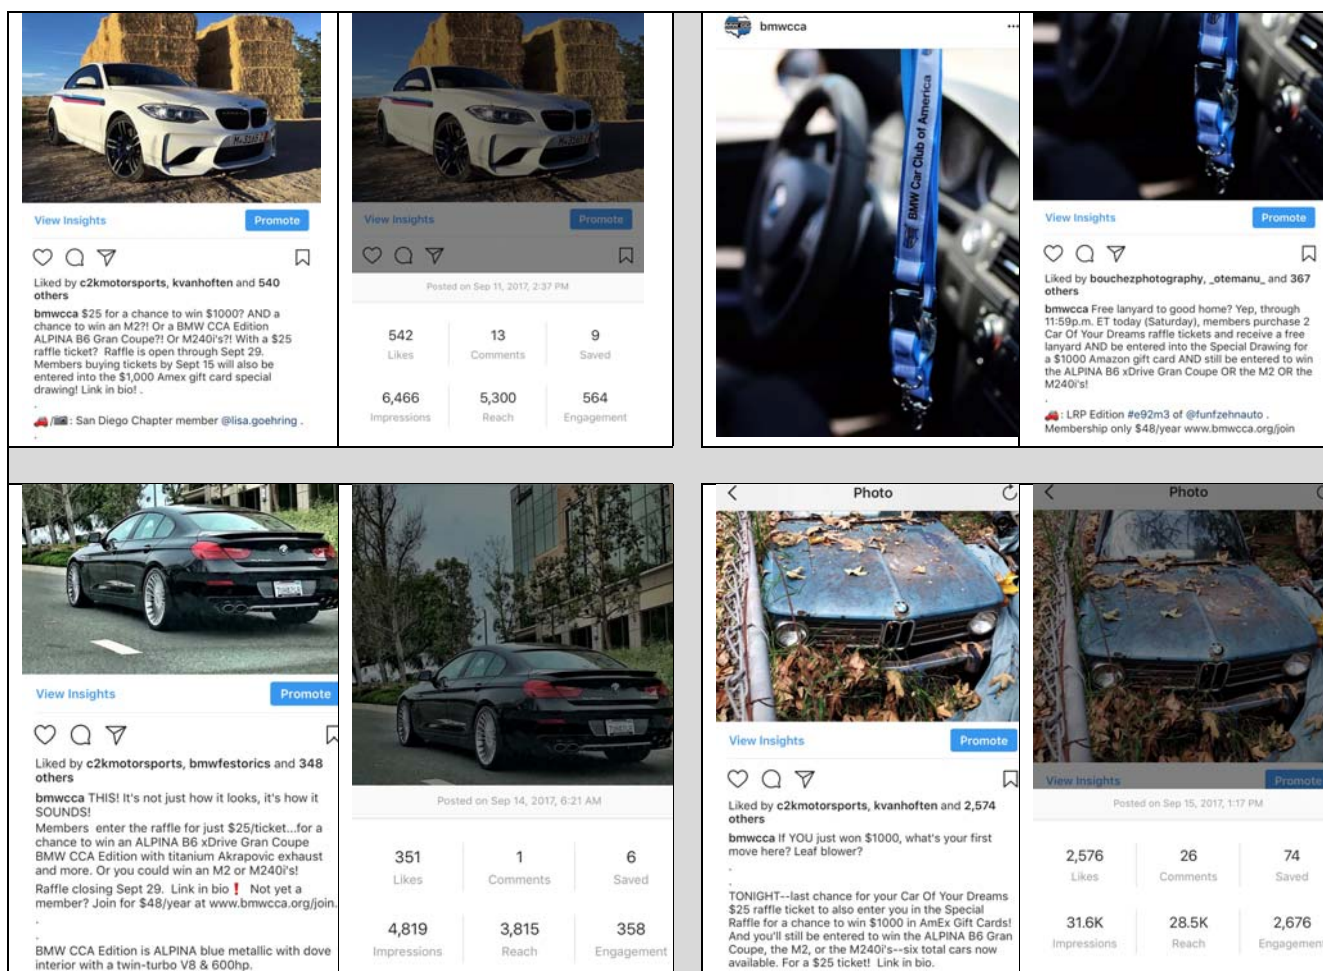 View Insights
Promote
Liked by c2kmotorsports, kvanhoften and 540
others
bmwcca $25 for a chance to win $1000? AND a
chance to win an M2?! Or a BMW CCA Edition
ALPINA B6 Gran Coupe?! Or M240i's?! With a $25
raffle ticket? Raffle is open through Sept 29.
Members buying tickets by Sept 15 will also be
entered into the $1,000 Amex gift card special
drawing! Link in bio! .
.
/ : San Diego Chapter member @lisa.goehring .
.
View Insights
Promote
Posted on Sep 11, 2017, 2:37 PM
542 13 9
Likes Comments Saved
6,466 5,300 564
Impressions Reach Engagement
bmwcca
BMW Car Club of America
View Insights
Promote
Liked by bouchezphotography, _otemanu_ and 367
others
bmwcca Free lanyard to good home? Yep, through
11:59p.m. ET today (Saturday), members purchase 2
Car Of Your Dreams raffle tickets and receive a free
lanyard AND be entered into the Special Drawing for
a $1000 Amazon gift card AND still be entered to win
the ALPINA B6 xDrive Gran Coupe OR the M2 OR the
M240i's!
.
: LRP Edition #e92m3 of @funfzehnauto .
Membership only $48/year www.bmwcca.org/join
View Insights
Promote
Liked by c2kmotorsports, bmwfestorics and 348
others
bmwcca THIS! It's not just how it looks, it's how it
SOUNDS!
Members enter the raffle for just $25/ticket...for a
chance to win an ALPINA B6 xDrive Gran Coupe
BMW CCA Edition with titanium Akrapovic exhaust
and more. Or you could win an M2 or M240i's!
Raffle closing Sept 29. Link in bio❗ Not yet a
member? Join for $48/year at www.bmwcca.org/join.
.
.
BMW CCA Edition is ALPINA blue metallic with dove
interior with a twin-turbo V8 & 600hp.
Posted on Sep 14, 2017, 6:21 AM
351 1 6
Likes Comments Saved
4,819 3,815 358
Impressions Reach Engagement
Photo
View Insights
Promote
Liked by c2kmotorsports, kvanhoften and 2,574
others
bmwcca If YOU just won $1000, what's your first
move here? Leaf blower?
.
.
TONIGHT--last chance for your Car Of Your Dreams
$25 raffle ticket to also enter you in the Special
Raffle for a chance to win $1000 in AmEx Gift Cards!
And you'll still be entered to win the ALPINA B6 Gran
Coupe, the M2, or the M240i's--six total cars now
available. For a $25 ticket! Link in bio.
Photo
View Insights
Promote
Posted on Sep 15, 2017, 1:17 PM
2,576 26 74
Likes Comments Saved
31.6K 28.5K 2,676
Impressions Reach Engagement